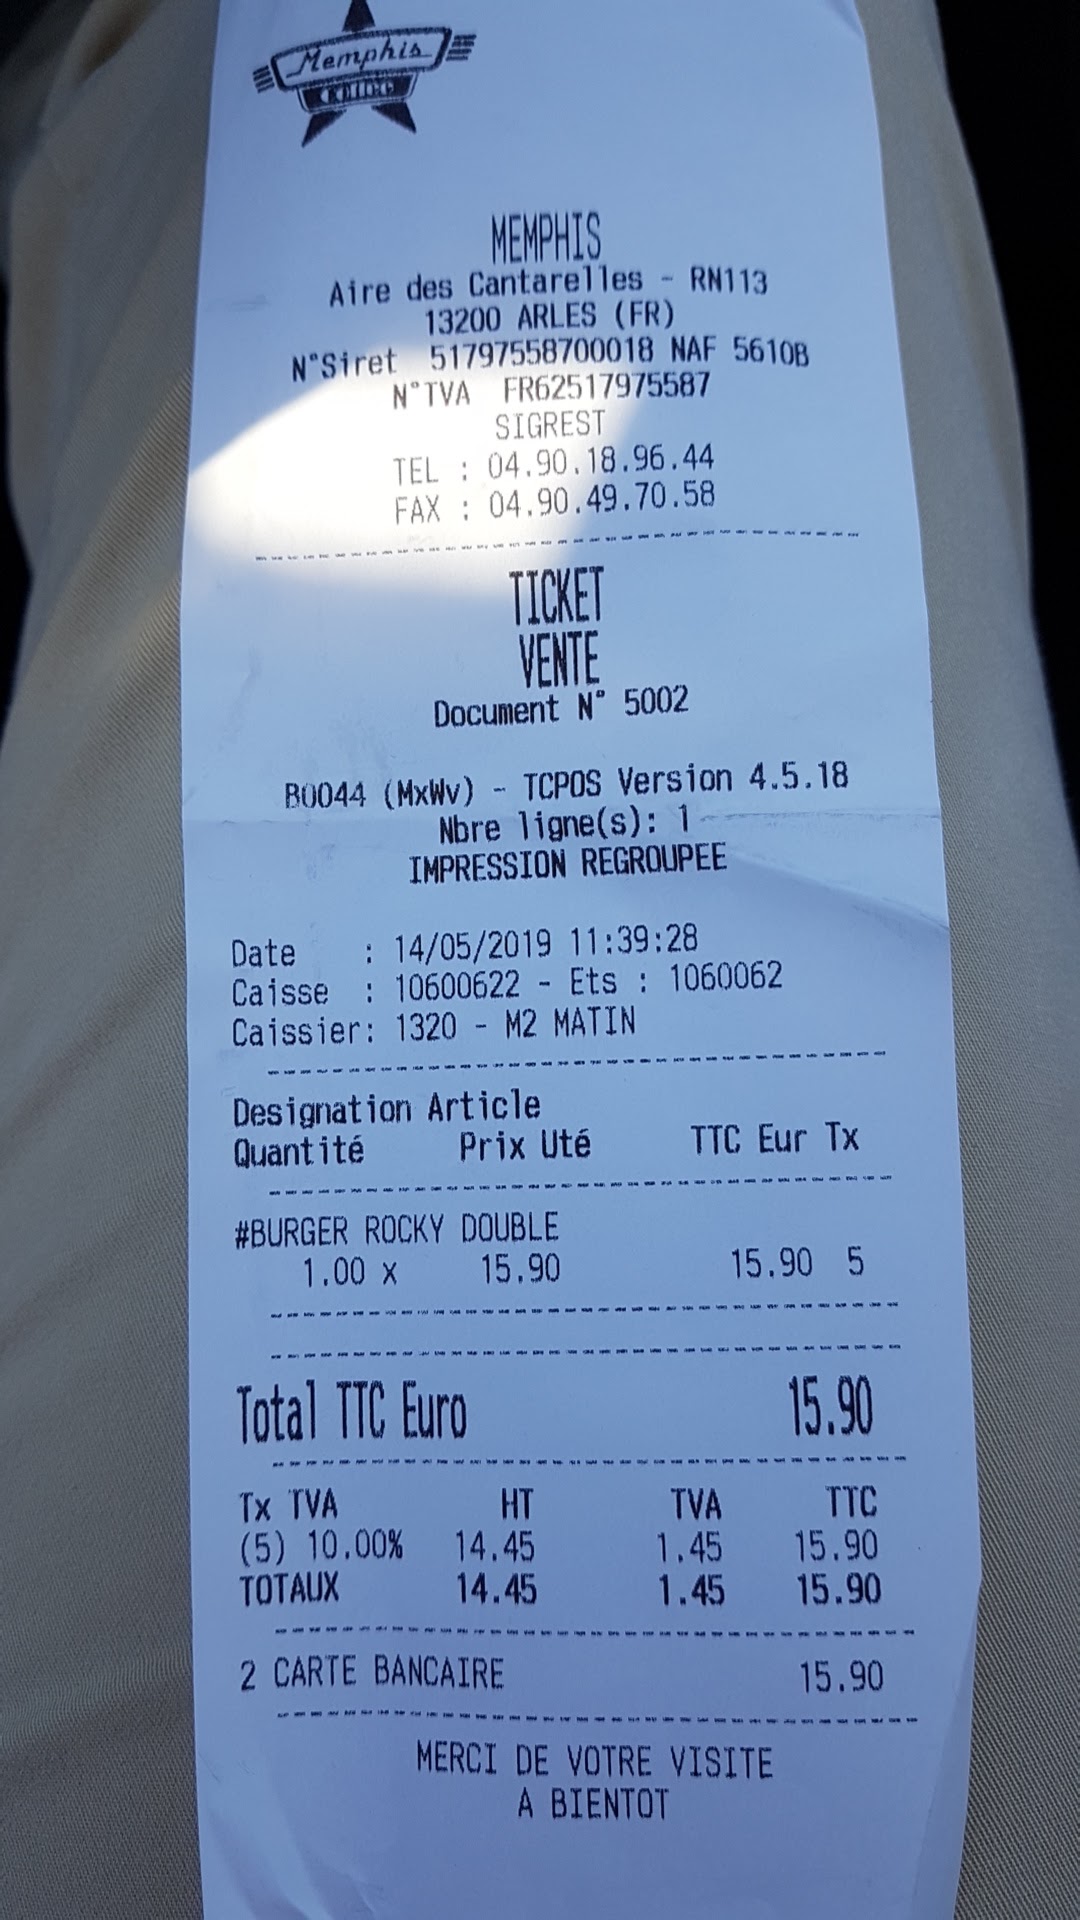 Memphis
MEMPHIS
Aire des Cantarelles - RN113
13200 ARLES (FR)
N°Siret 51797558700018 NAF 5610B
N°TVA FR62517975587
SIGREST
TEL : 04.90.18.96.44
FAX : 04.90.49.70.58
TICKET
VENTE
Document N° 5002
B0044 (MxWv) - TCPOS Version 4.5.18
Nbre ligne(s): 1
IMPRESSION REGROUPEE
Date : 14/05/2019 11:39:28
Caisse : 10600622 - Ets : 1060062
Caissier: 1320 - M2 MATIN
Designation Article
Quantité Prix Uté TTC Eur Tx
#BURGER ROCKY DOUBLE
1.00 x 15.90 15.90 5
Total TTC Euro 15.90
Tx TVA HT TVA TTC
(5) 10.00% 14.45 1.45 15.90
TOTAUX 14.45 1.45 15.90
2 CARTE BANCAIRE 15.90
MERCI DE VOTRE VISITE
A BIENTOT